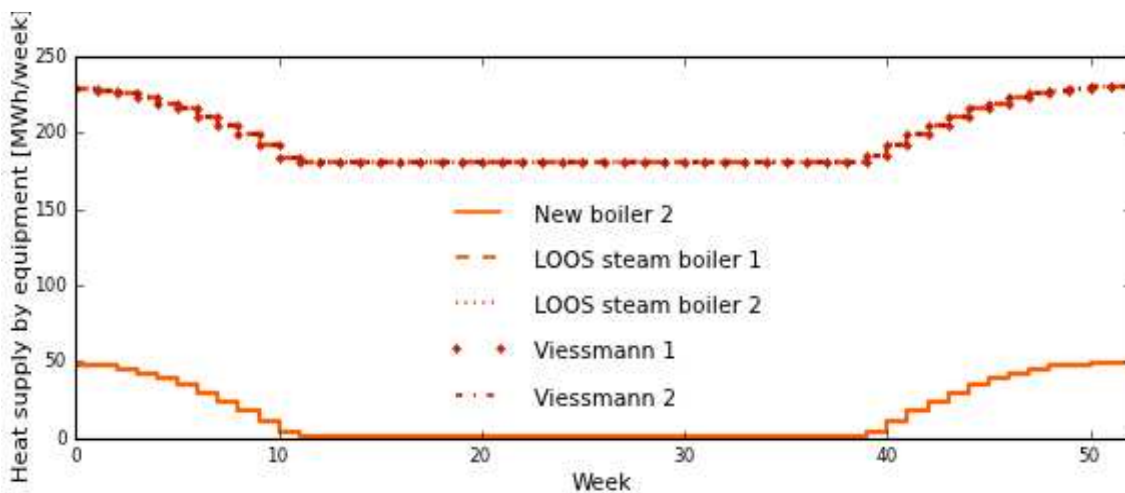 Heat supply by equipment [MWh/week]
250
200
150
100
50
0
New boiler 2
LOOS steam boiler 1
LOOS steam boiler 2
Viessmann 1
Viessmann 2
0 10 20 30 40 50
Week